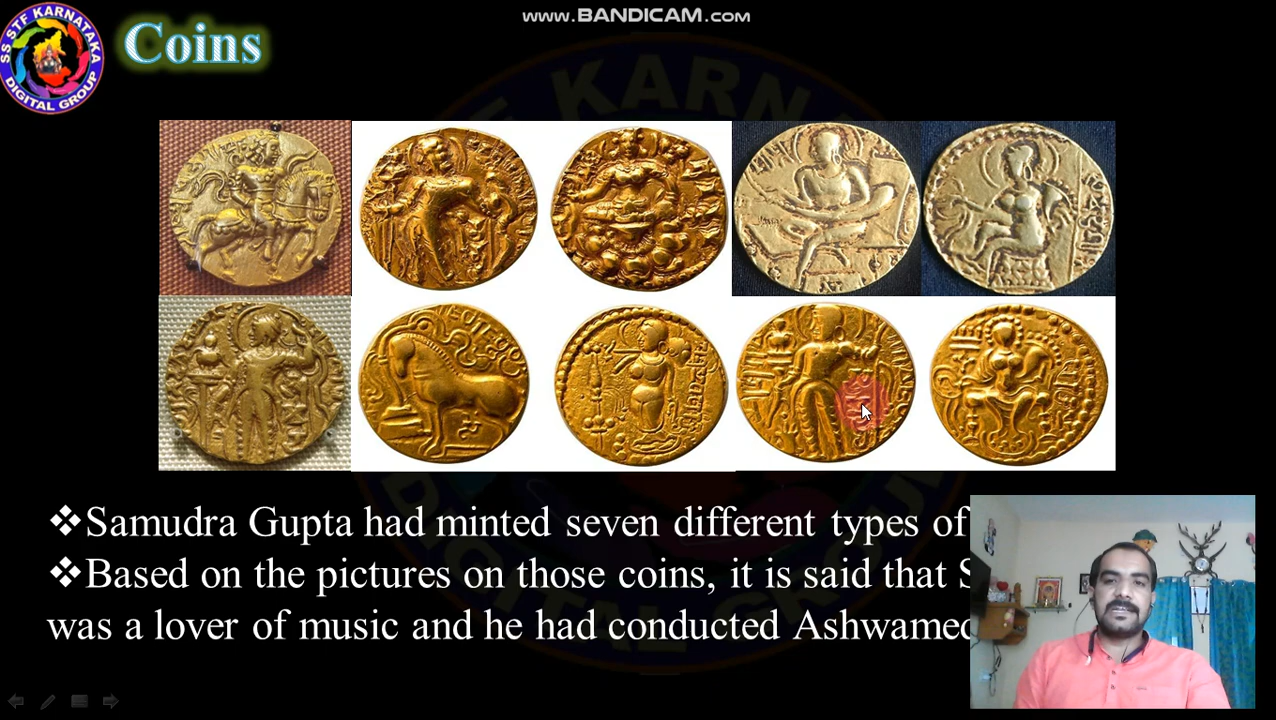 www.BANDICAM.com
SS STF KARNATAKA
DIGITAL GROUP
Coins
❖Samudra Gupta had minted seven different types of
❖Based on the pictures on those coins, it is said that S
was a lover of music and he had conducted Ashwamed